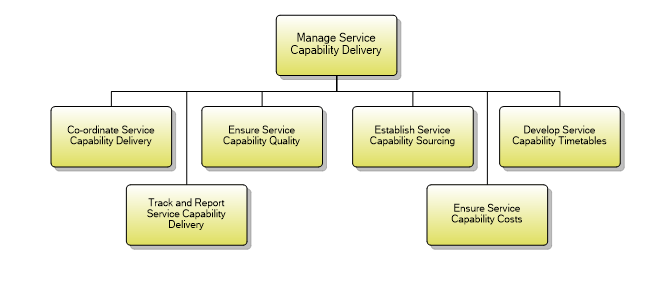 Manage Service
Capability Delivery
Co-ordinate Service
Capability Delivery
Ensure Service
Capability Quality
Establish Service
Capability Sourcing
Develop Service
Capability Timetables
Track and Report
Service Capability
Delivery
Ensure Service
Capability Costs